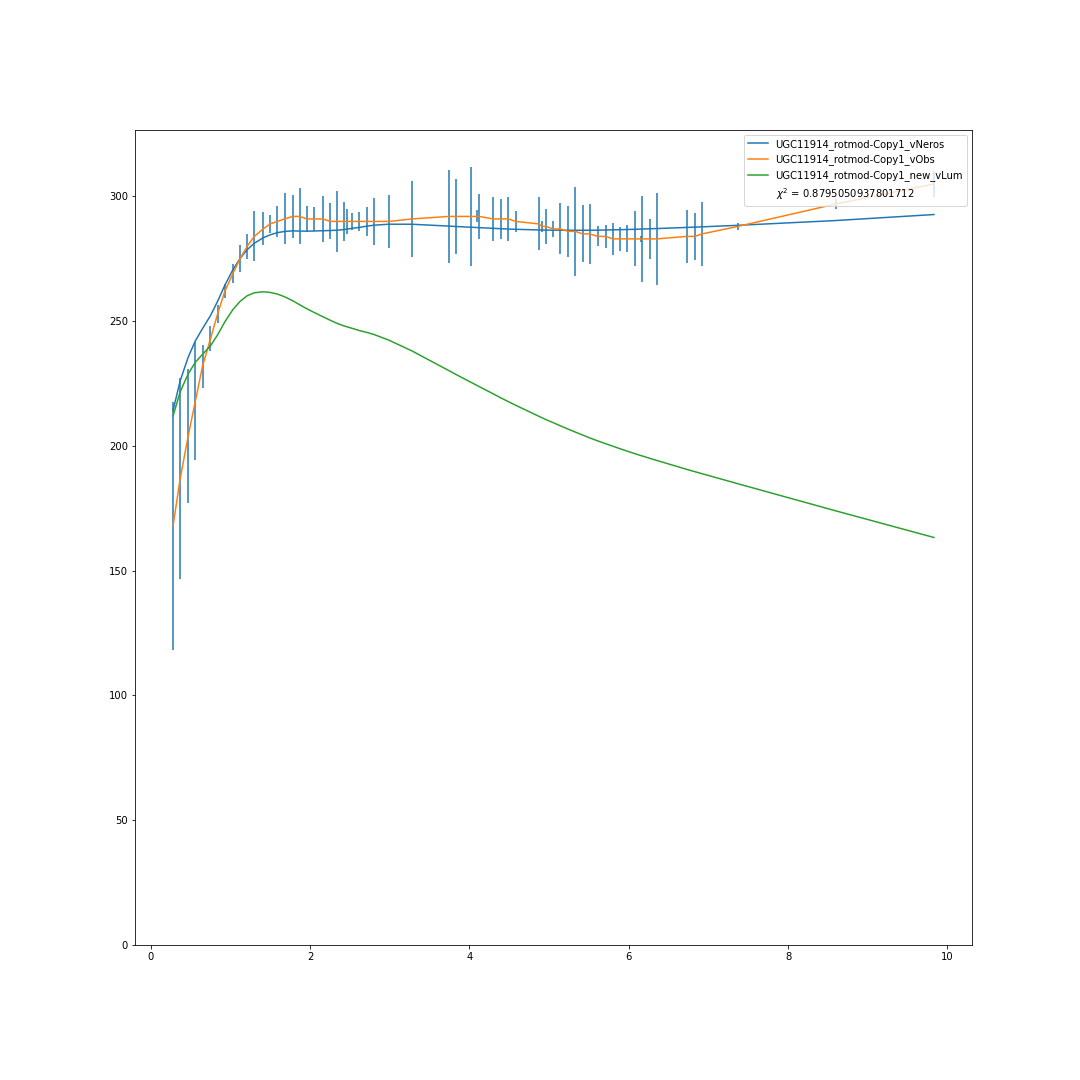 UGC11914_rotmod-Copy1_vNeros
UGC11914_rotmod-Copy1_vObs
UGC11914_rotmod-Copy1_new_vLum
χ² = 0.8795050937801712
300
250
200
150
100
50
0
0 2 4 6 8 10